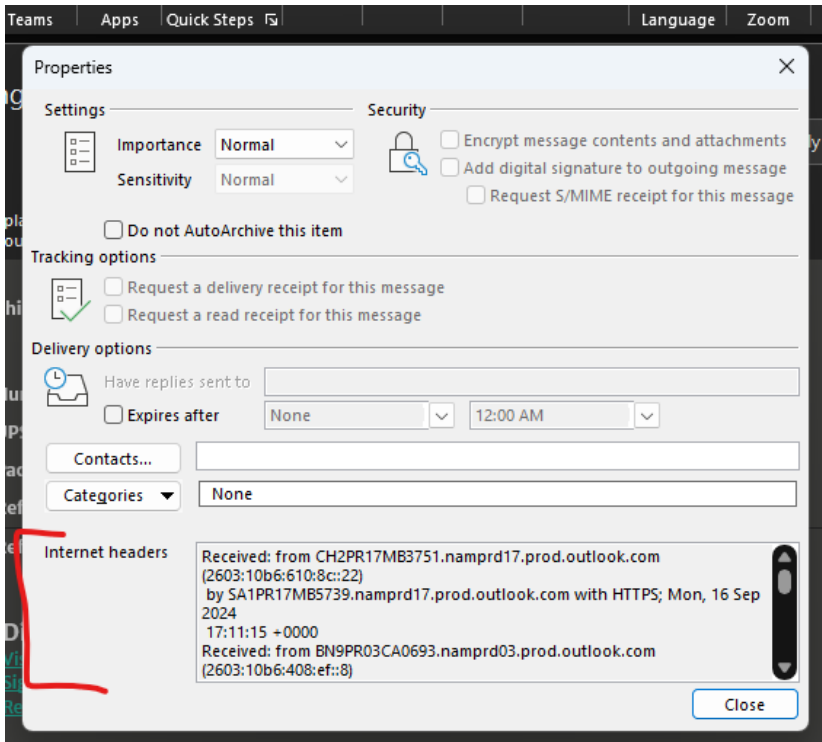 Teams Apps Quick Steps Language Zoom
Properties
Settings Security
Importance Normal Encrypt message contents and attachments
Sensitivity Normal Add digital signature to outgoing message
Request S/MIME receipt for this message
Do not AutoArchive this item
Tracking options
Request a delivery receipt for this message
Request a read receipt for this message
Delivery options
Have replies sent to
Expires after None 12:00 AM
Contacts...
Categories None
Internet headers
Received: from CH2PR17MB3751.namprd17.prod.outlook.com
(2603:10b6:610:8c::22)
by SA1PR17MB5739.namprd17.prod.outlook.com with HTTPS; Mon, 16 Sep
2024
17:11:15 +0000
Received: from BN9PR03CA0693.namprd03.prod.outlook.com
(2603:10b6:408:ef::8)
Close